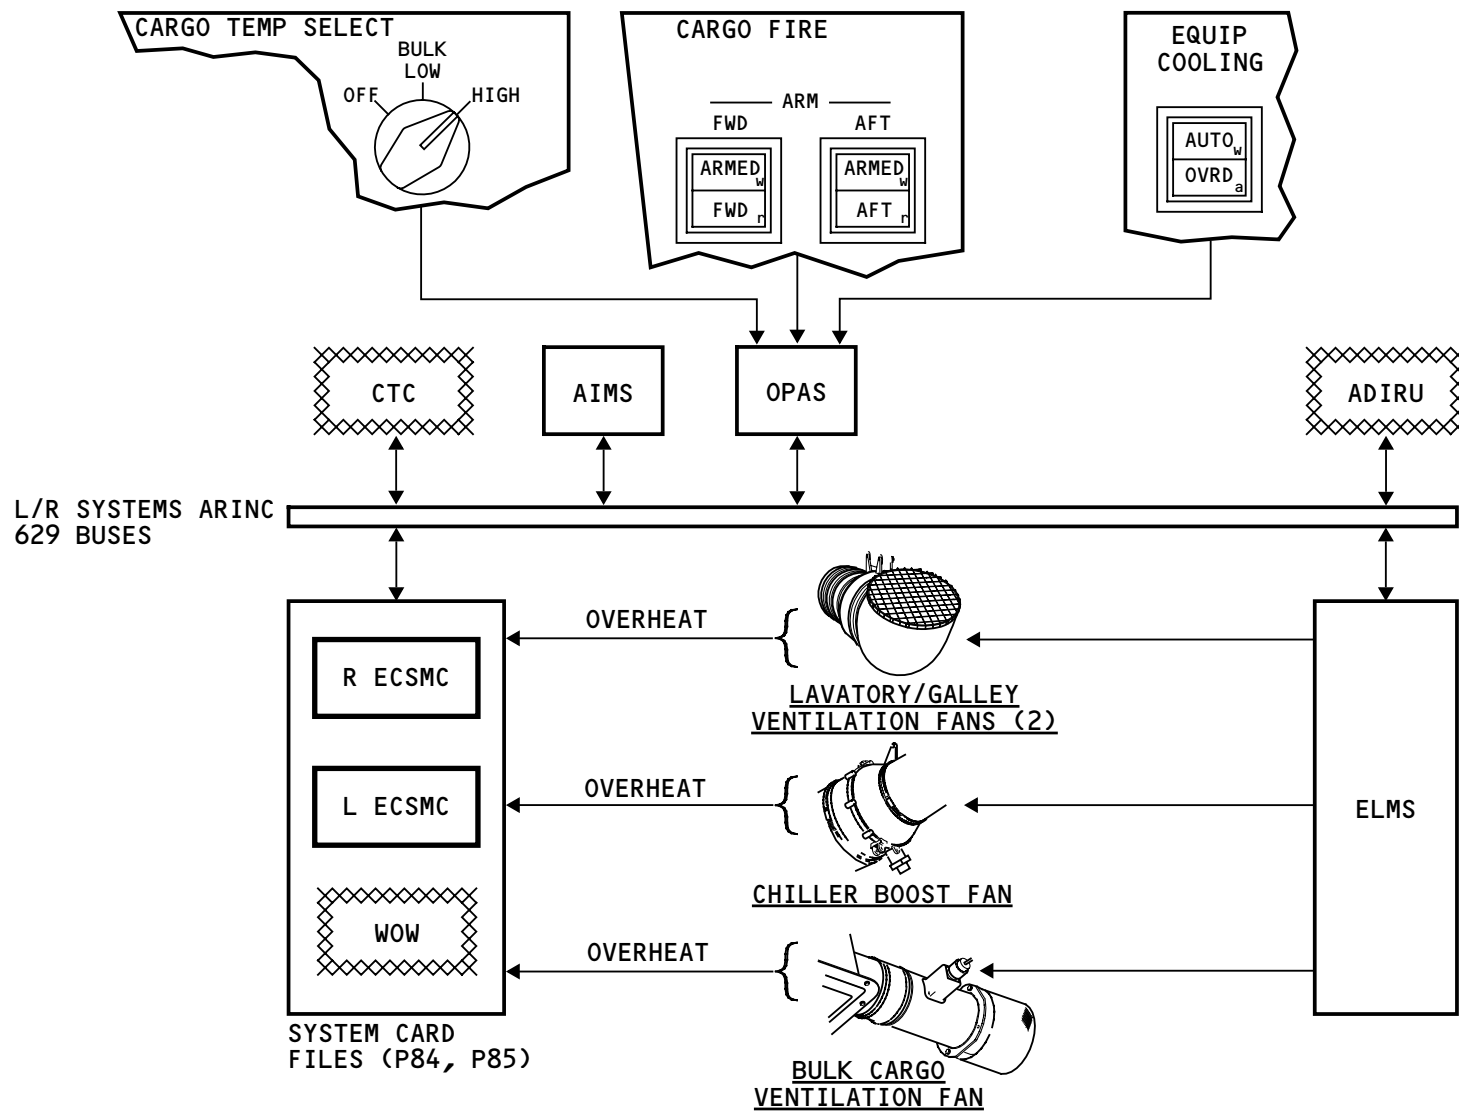 CARGO TEMP SELECT
BULK
LOW
OFF
HIGH
CARGO FIRE
ARM
FWD
AFT
ARMED w
FWD r
ARMED w
AFT r
EQUIP
COOLING
AUTO w
OVRD a
CTC
AIMS
OPAS
ADIRU
L/R SYSTEMS ARINC
629 BUSES
R ECSMC
L ECSMC
WOW
SYSTEM CARD
FILES (P84, P85)
OVERHEAT
LAVATORY/GALLEY
VENTILATION FANS (2)
OVERHEAT
CHILLER BOOST FAN
OVERHEAT
BULK CARGO
VENTILATION FAN
ELMS